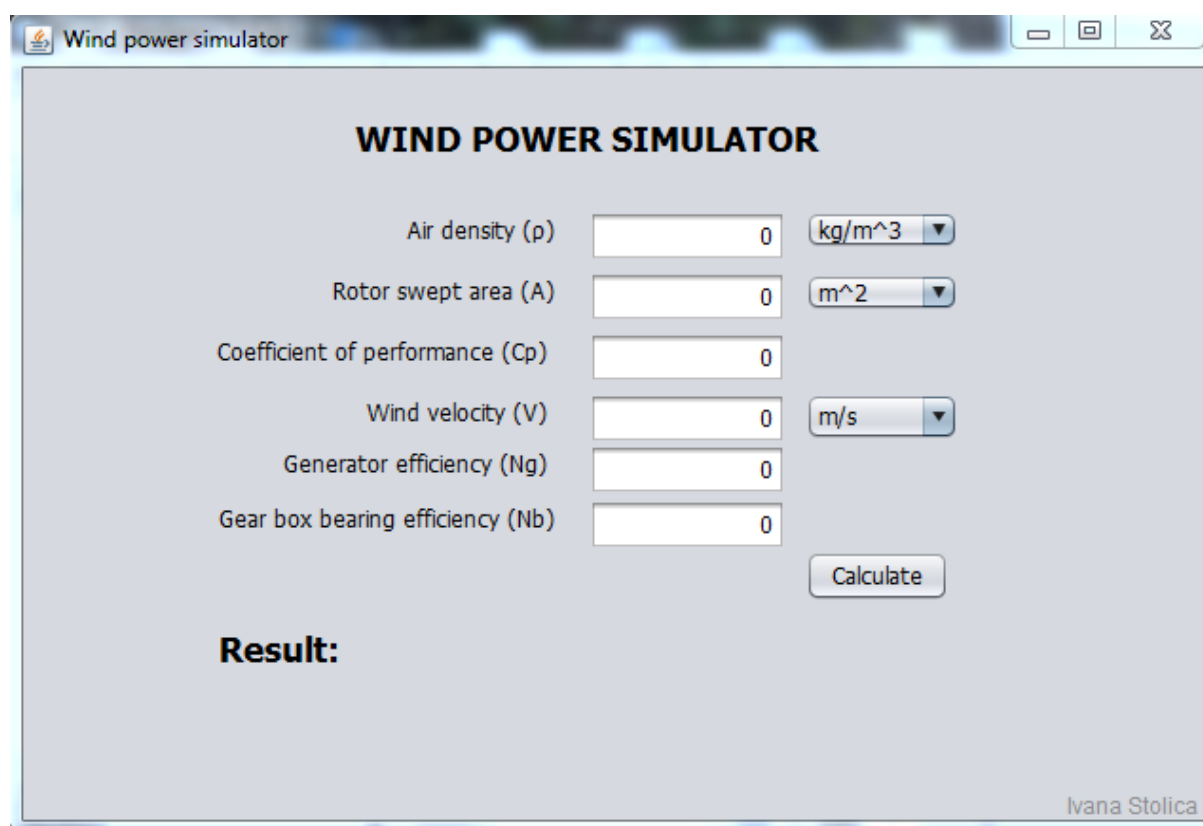 Wind power simulator
WIND POWER SIMULATOR
Air density (ρ) 0 kg/m^3
Rotor swept area (A) 0 m^2
Coefficient of performance (Cp) 0
Wind velocity (V) 0 m/s
Generator efficiency (Ng) 0
Gear box bearing efficiency (Nb) 0
Calculate
Result:
Ivana Stolica